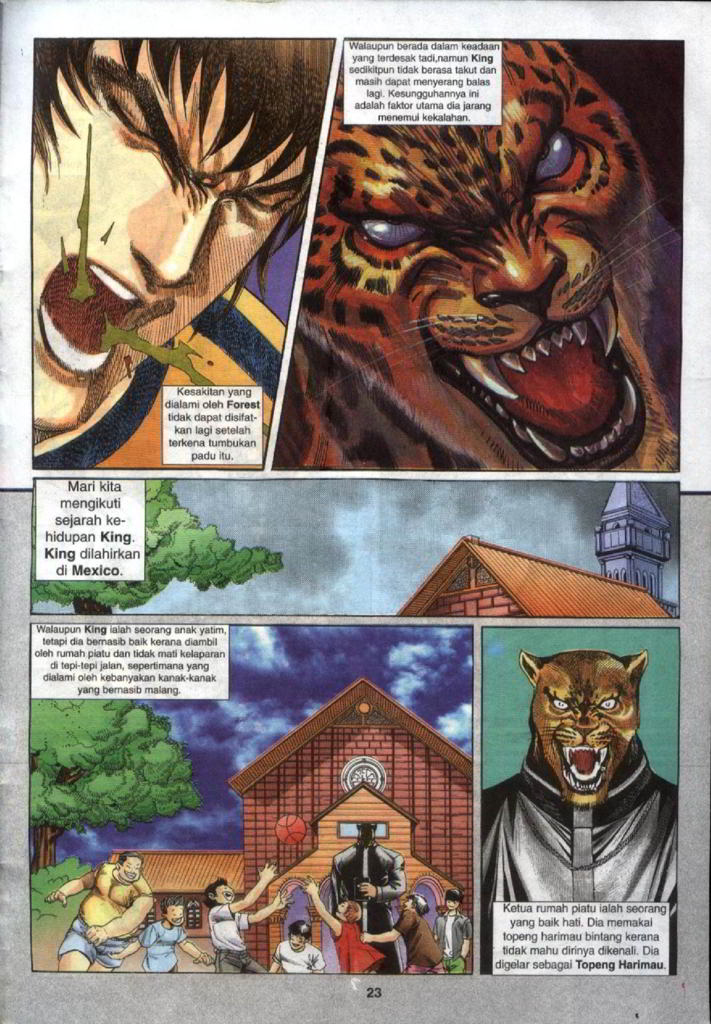 Walaupun berada dalam keadaan
yang terdesak tadi,namun King
sedikitpun tidak berasa takut dan
masih dapat menyerang balas
lagi. Kesungguhannya ini
adalah faktor utama dia jarang
menemui kekalahan.
Kesakitan yang
dialami oleh Forest
tidak dapat disifat-
kan lagi setelah
terkena tumbukan
padu itu.
Mari kita
mengikuti
sejarah ke-
hidupan King.
King dilahirkan
di Mexico.
Walaupun King ialah seorang anak yatim,
tetapi dia bernasib baik kerana diambil
oleh rumah piatu dan tidak mati kelaparan
di tepi-tepi jalan, sepertimana yang
dialami oleh kebanyakan kanak-kanak
yang bernasib malang.
Ketua rumah piatu ialah seorang
yang baik hati. Dia memakai
topeng harimau bintang kerana
tidak mahu dirinya dikenali. Dia
digelar sebagai Topeng Harimau.
23